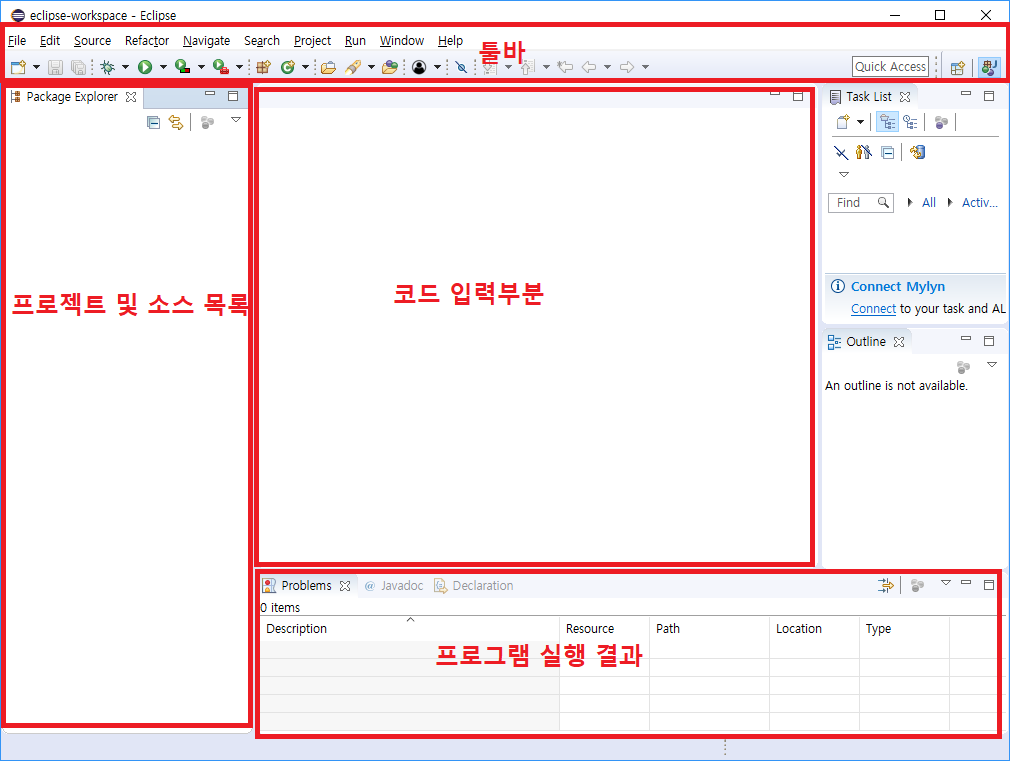 eclipse-workspace - Eclipse
File Edit Source Refactor Navigate Search Project Run Window Help
툴바
Quick Access
Package Explorer
Task List
Find All Activ...
프로젝트 및 소스 목록
코드 입력부분
Connect Mylyn
Connect to your task and AL
Outline
An outline is not available.
Problems @ Javadoc Declaration
0 items
Description Resource Path Location Type
프로그램 실행 결과